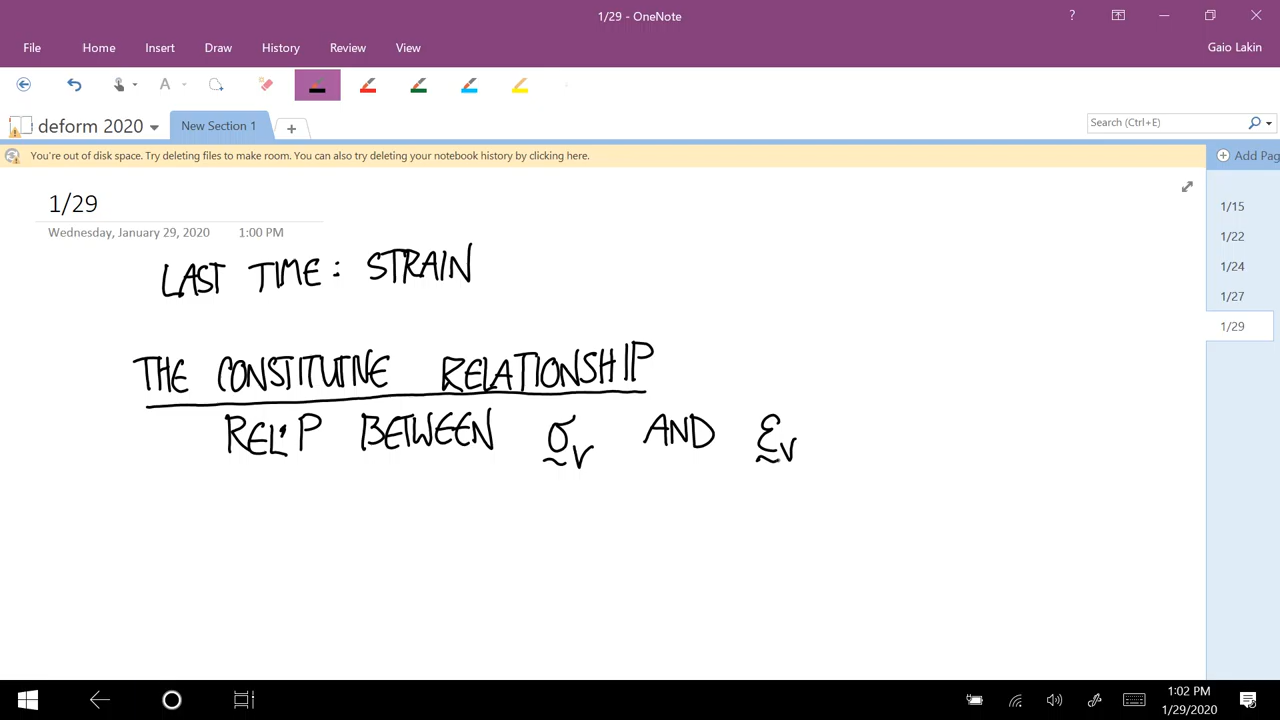 1/29 - OneNote
?
File Home Insert Draw History Review View Gaio Lakin
A
deform 2020 New Section 1 + Search (Ctrl+E)
You're out of disk space. Try deleting files to make room. You can also try deleting your notebook history by clicking here.
Add Pag
1/29
Wednesday, January 29, 2020 1:00 PM
1/15
1/22
1/24
1/27
1/29
LAST TIME: STRAIN
THE CONSTITUTIVE RELATIONSHIP
REL'P BETWEEN σv AND εv
1:02 PM
1/29/2020